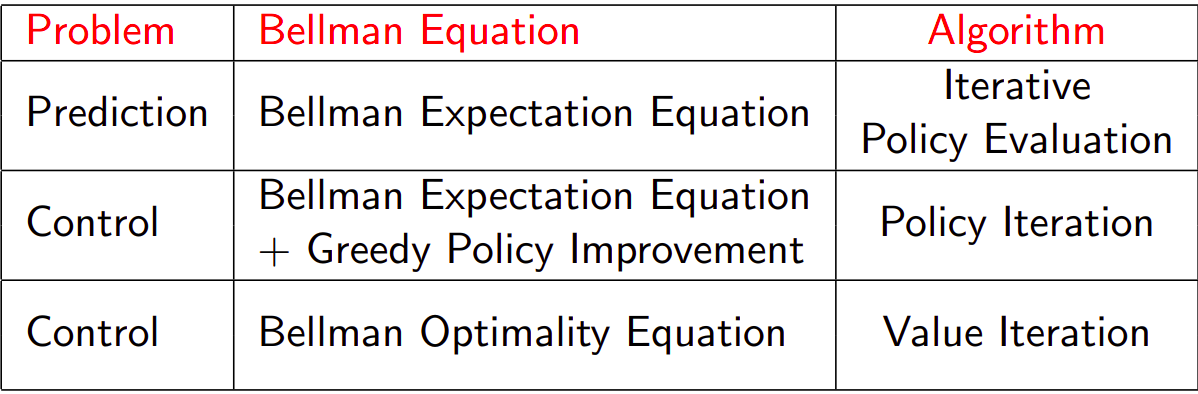 Problem Bellman Equation Algorithm
Prediction Bellman Expectation Equation Iterative
Policy Evaluation
Control Bellman Expectation Equation
+ Greedy Policy Improvement Policy Iteration
Control Bellman Optimality Equation Value Iteration